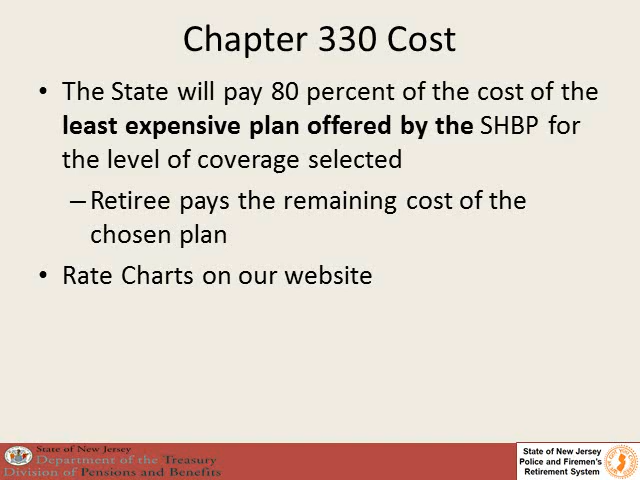 Chapter 330 Cost
• The State will pay 80 percent of the cost of the
least expensive plan offered by the SHBP for
the level of coverage selected
– Retiree pays the remaining cost of the
chosen plan
• Rate Charts on our website
State of New Jersey
Department of the Treasury
Division of Pensions and Benefits
State of New Jersey
Police and Firemen's
Retirement System